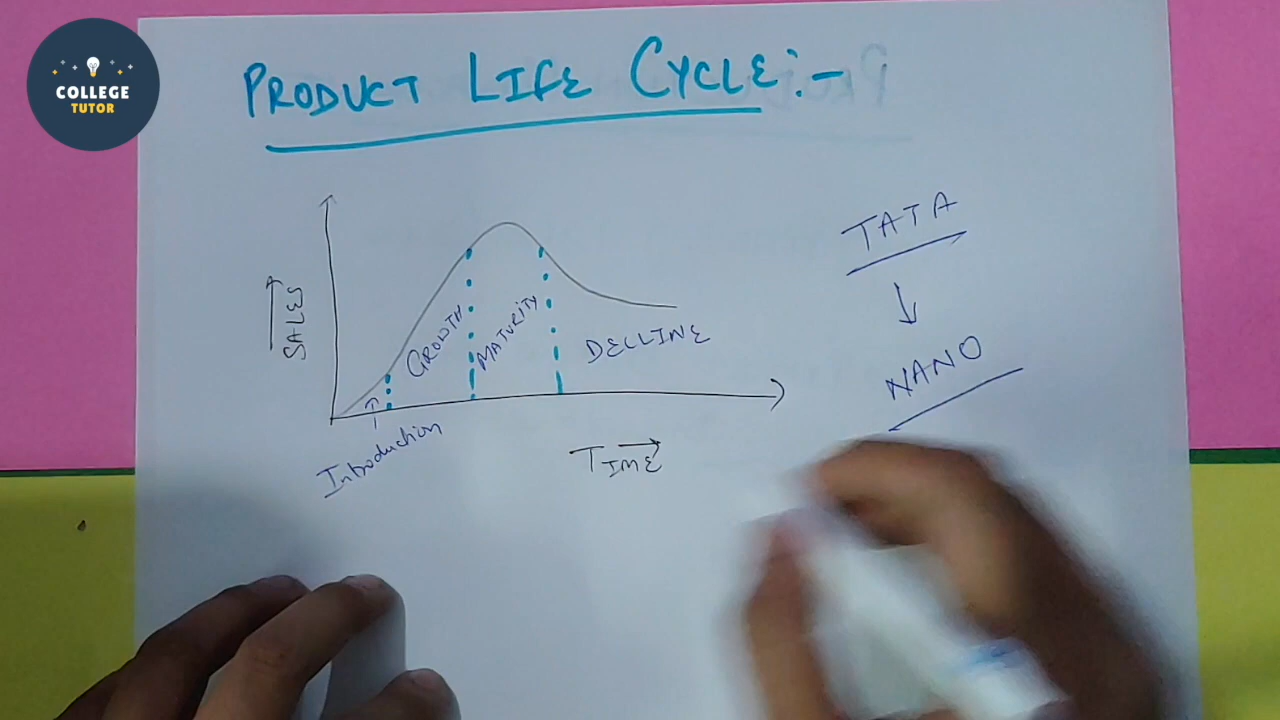 COLLEGE
TUTOR
PRODUCT LIFE CYCLE:-
SALES
GROWTH
MATURITY
DECLINE
Introduction
TIME
TATA
NANO